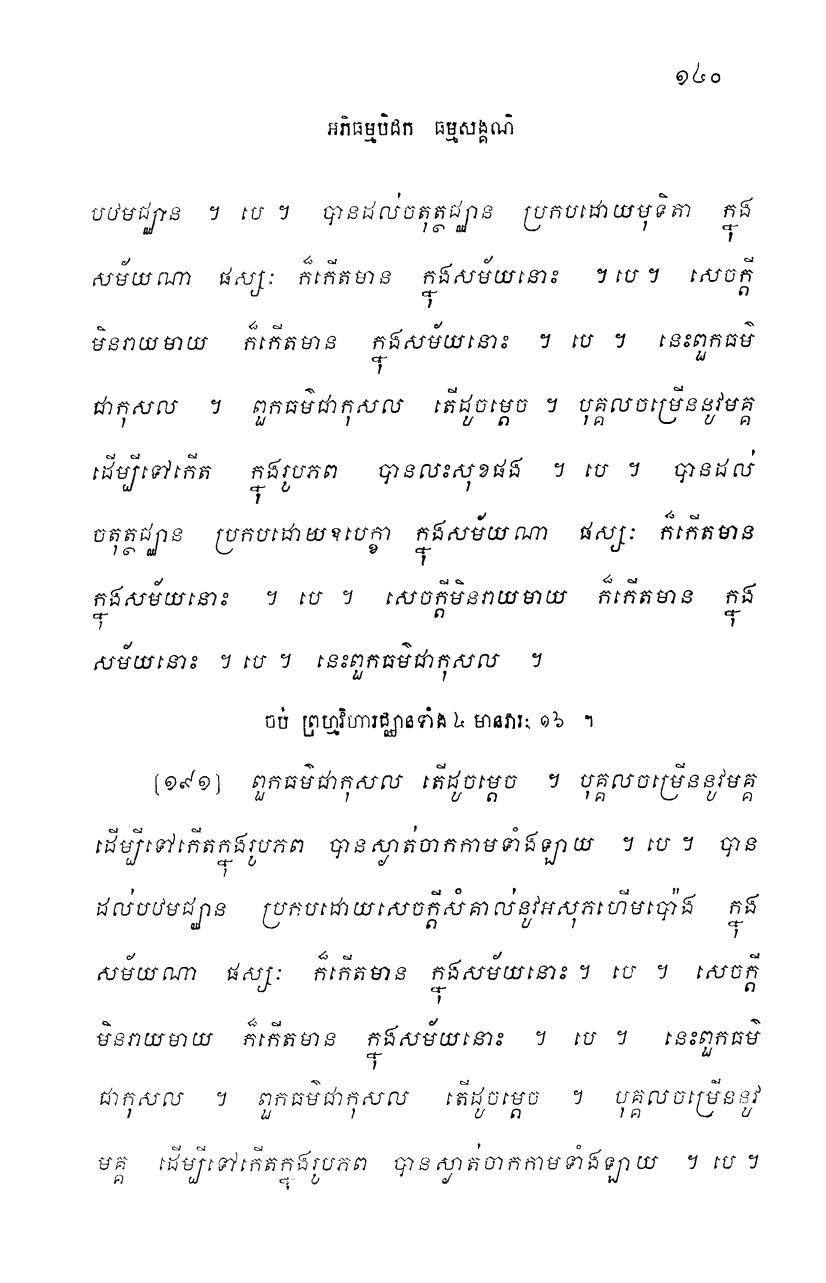 ១៤០
អភិធម្មបិដក ធម្មសង្គណិ
បឋមជ្ឈាន ។ បេ ។ បានដល់ចតុត្ថជ្ឈាន ប្រកបដោយមុទិតា ក្នុង
សម័យណា ផស្សៈ ក៏កើតមាន ក្នុងសម័យនោះ ។ បេ ។ សេចក្តី
មិនរាយមាយ ក៏កើតមាន ក្នុងសម័យនោះ ។ បេ ។ នេះពួកធម៌
ជាកុសល ។ ពួកធម៌ជាកុសល តើដូចម្តេច ។ បុគ្គលចម្រើននូវមគ្គ
ដើម្បីទៅកើត ក្នុងរូបភព បានលះសុខផង ។ បេ ។ បានដល់
ចតុត្ថជ្ឈាន ប្រកបដោយឧបេក្ខា ក្នុងសម័យណា ផស្សៈ ក៏កើតមាន
ក្នុងសម័យនោះ ។ បេ ។ សេចក្តីមិនរាយមាយ ក៏កើតមាន ក្នុង
សម័យនោះ ។ បេ ។ នេះពួកធម៌ជាកុសល ។
ចប់ ព្រហ្មវិហារជ្ឈានទាំង ៤ មានវារៈ ១៦ ។
(១៩១) ពួកធម៌ជាកុសល តើដូចម្តេច ។ បុគ្គលចម្រើននូវមគ្គ
ដើម្បីទៅកើតក្នុងរូបភព បានស្ងាត់ចាកកាមទាំងឡាយ ។ បេ ។ បាន
ដល់បឋមជ្ឈាន ប្រកបដោយសេចក្តីសំគាល់នូវអសុភហើមប៉ោង ក្នុង
សម័យណា ផស្សៈ ក៏កើតមាន ក្នុងសម័យនោះ ។ បេ ។ សេចក្តី
មិនរាយមាយ ក៏កើតមាន ក្នុងសម័យនោះ ។ បេ ។ នេះពួកធម៌
ជាកុសល ។ ពួកធម៌ជាកុសល តើដូចម្តេច ។ បុគ្គលចម្រើននូវ
មគ្គ ដើម្បីទៅកើតក្នុងរូបភព បានស្ងាត់ចាកកាមទាំងឡាយ ។ បេ ។